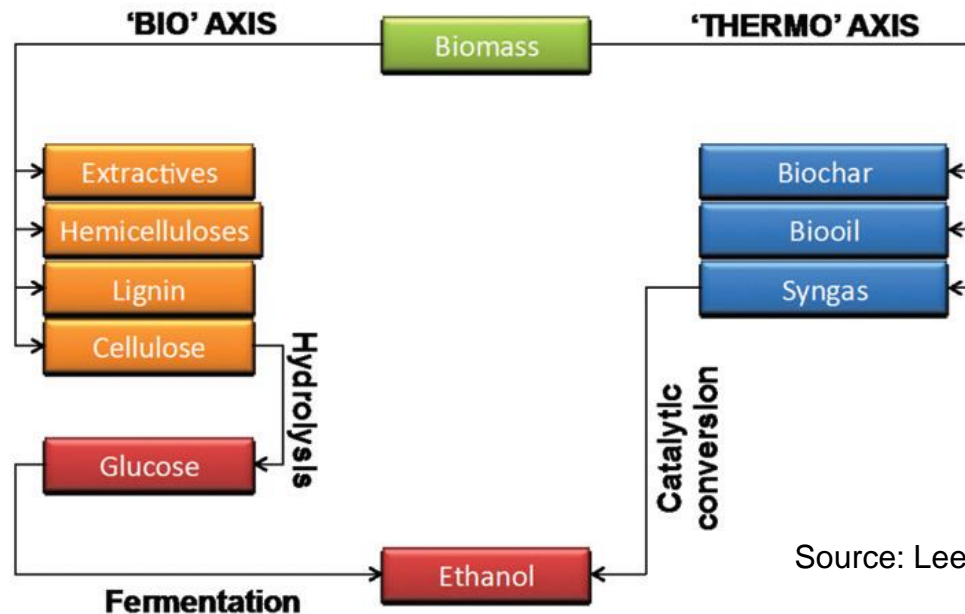 'BIO' AXIS
Biomass
'THERMO' AXIS
Extractives
Hemicelluloses
Lignin
Cellulose
Hydrolysis
Glucose
Fermentation
Biochar
Biooil
Syngas
Catalytic
conversion
Ethanol
Source: Lee